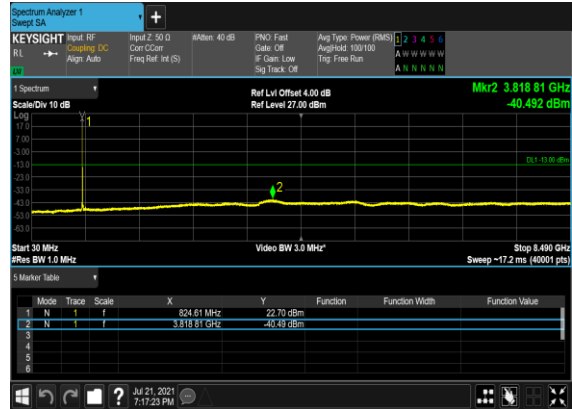 Spectrum Analyzer 1
Swept SA
+
KEYSIGHT Input: RF Input Z: 50 Ω #Atten: 40 dB PNO: Fast Avg Type: Power (RMS) 1 2 3 4 5 6
RL Coupling: DC Corr CCorr Gate: Off Avg|Hold: 100/100 A W W W W W
Align: Auto Freq Ref: Int (S) IF Gain: Low Trig: Free Run
Sig Track: Off A N N N N N
1 Spectrum Ref Lvl Offset 4.00 dB Mkr2 3.818 81 GHz
Scale/Div 10 dB Ref Level 27.00 dBm -40.492 dBm
Log
17.0
7.00
-3.00
-13.0
-23.0
-33.0
-43.0
-53.0
-63.0
1
DL1 -13.00 dBm
2
Start 30 MHz Video BW 3.0 MHz* Stop 8.490 GHz
#Res BW 1.0 MHz Sweep ~17.2 ms (40001 pts)
5 Marker Table
Mode Trace Scale X Y Function Function Width Function Value
1 N 1 f 824.61 MHz 22.70 dBm
2 N 1 f 3.818 81 GHz -40.49 dBm
3
4
5
6
? Jul 21, 2021
7:17:23 PM